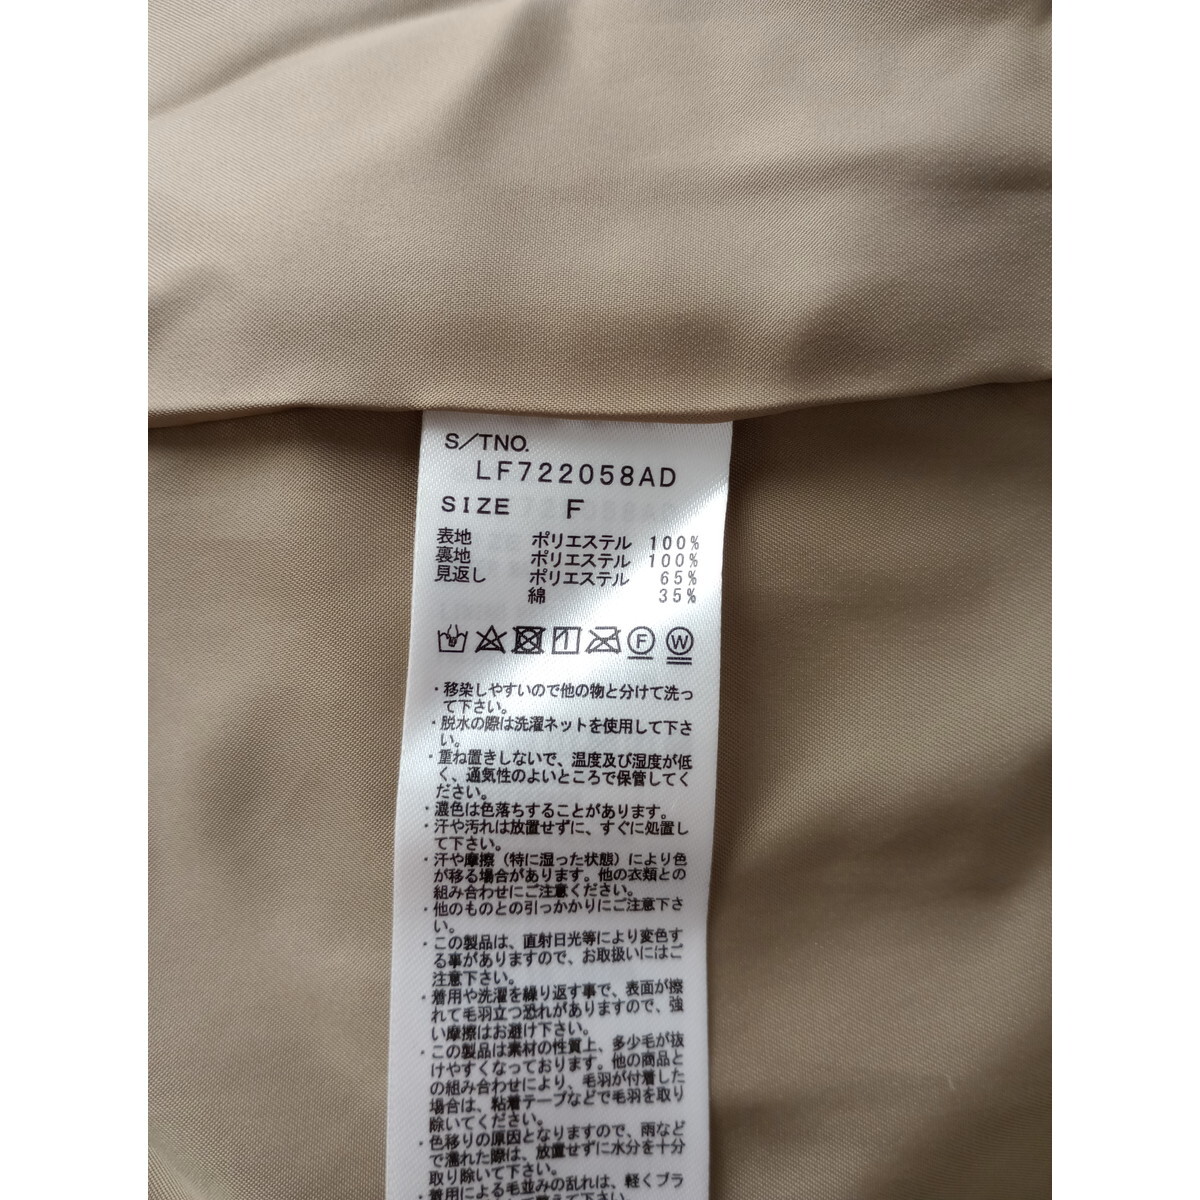 S/TNO.
LF722058AD
SIZE F
表地 ポリエステル 100%
裏地 ポリエステル 100%
見返し ポリエステル 65%
綿 35%
F W
・移染しやすいので他の物と分けて洗っ
て下さい。
・脱水の際は洗濯ネットを使用して下さ
い。
・重ね置きしないで、温度及び湿度が低
く、通気性のよいところで保管してく
ださい。
・濃色は色落ちすることがあります。
・汗や汚れは放置せずに、すぐに処置し
て下さい。
・汗や摩擦（特に湿った状態）により色
が移る場合があります。他の衣類との
組み合わせにご注意ください。
・他のものとの引っかかりにご注意下さ
い。
・この製品は、直射日光等により変色す
る事がありますので、お取扱いにはご
注意下さい。
・着用や洗濯を繰り返す事で、表面が擦
れて毛羽立つ恐れがありますので、強
い摩擦はお避け下さい。
・この製品は素材の性質上、多少毛が抜
けやすくなっております。他の商品と
の組み合わせにより、毛羽が付着した
場合は、粘着テープなどで毛羽を取り
除いてください。
・色移りの原因となりますので、雨など
で濡れた際は、放置せずに水分を十分
取り除いて下さい。
・着用による毛並みの乱れは、軽くブラ
て下さい。